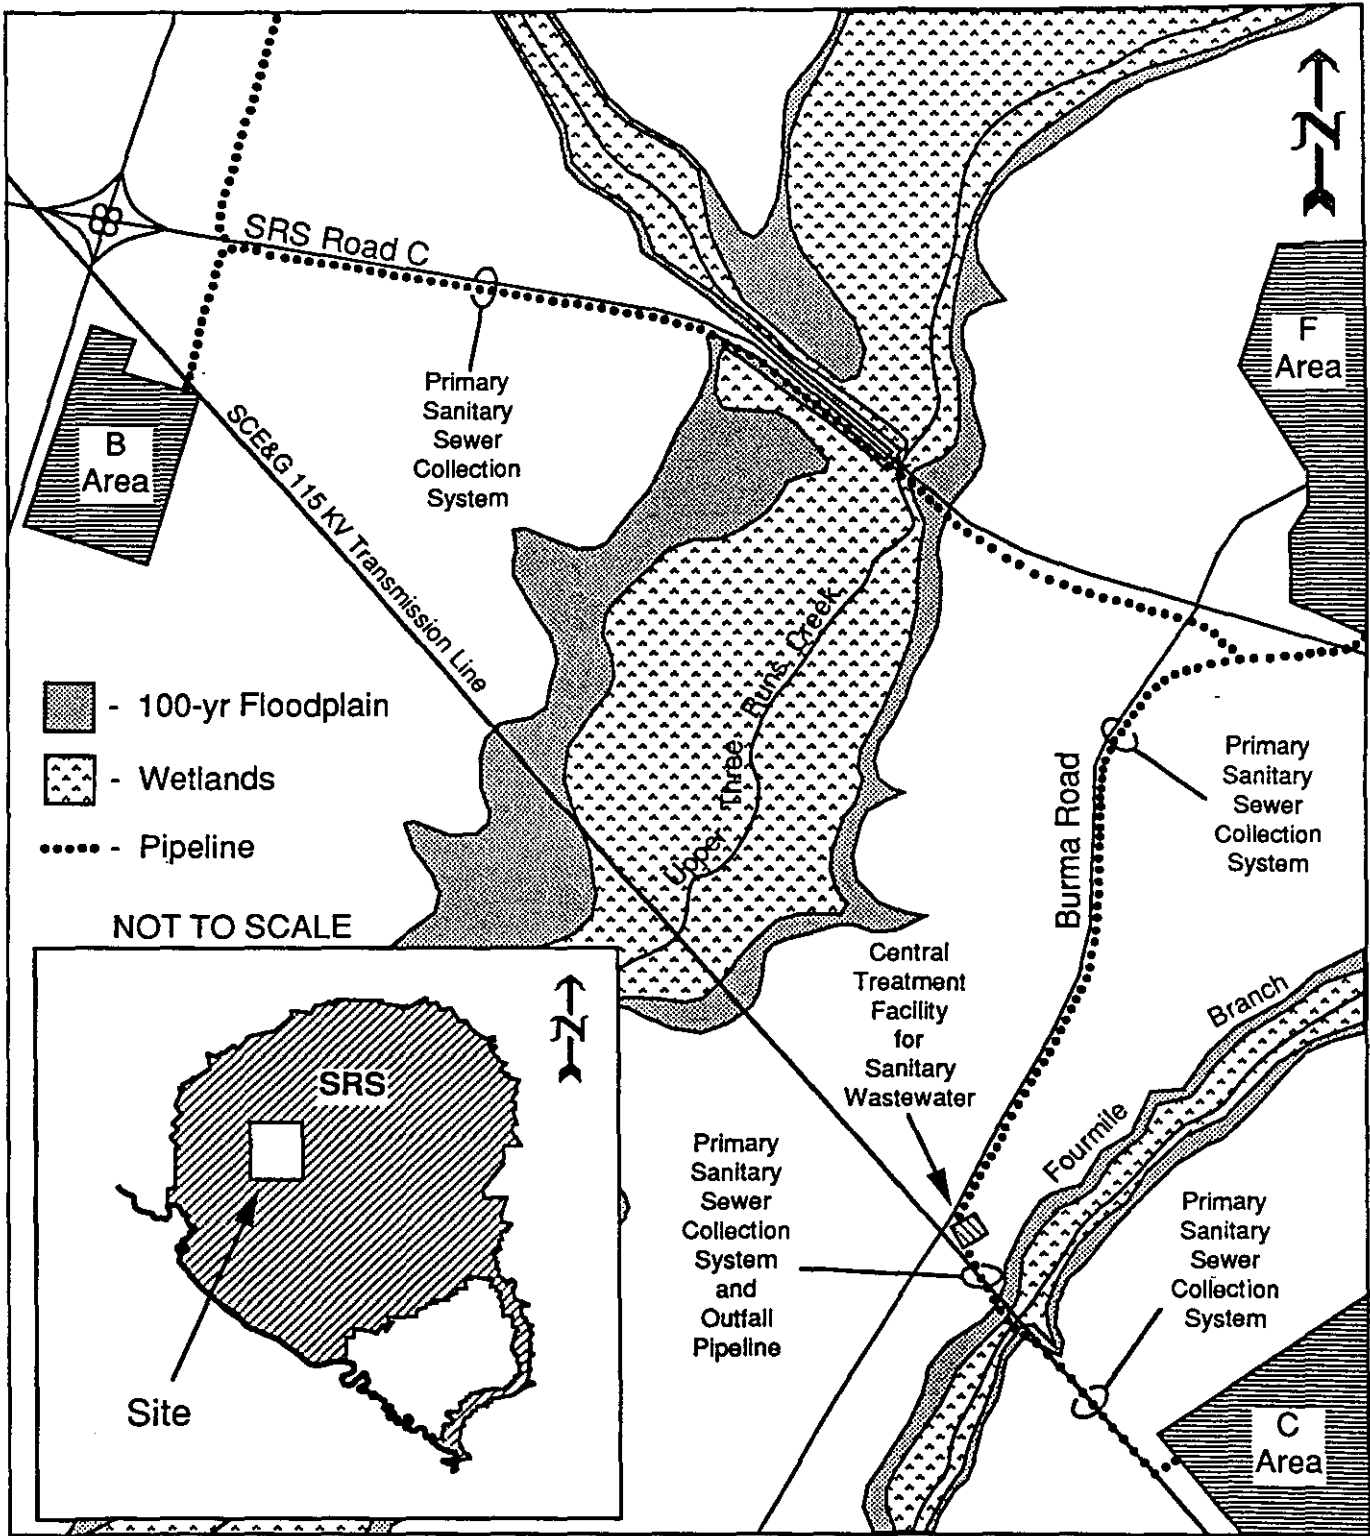 N
SRS Road C
F
Area
Primary
Sanitary
Sewer
Collection
System
B
Area
SCE&G 115 KV Transmission Line
Upper Three Runs Creek
- 100-yr Floodplain
- Wetlands
- Pipeline
NOT TO SCALE
Burma Road
Primary
Sanitary
Sewer
Collection
System
Central
Treatment
Facility
for
Sanitary
Wastewater
Fourmile Branch
N
SRS
Site
Primary
Sanitary
Sewer
Collection
System
and
Outfall
Pipeline
Primary
Sanitary
Sewer
Collection
System
C
Area